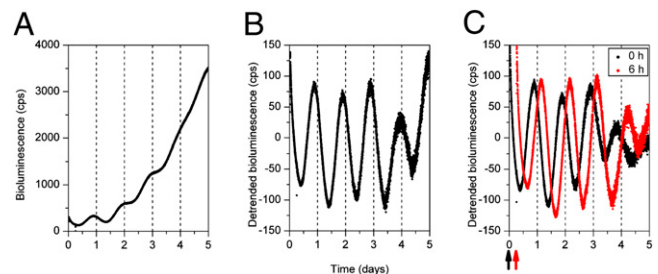 A
B
C
Bioluminescence (cps)
4000
3000
2000
1000
0
0 1 2 3 4 5
Detrended bioluminescence (cps)
150
100
50
0
-50
-100
-150
0 1 2 3 4 5
Time (days)
Detrended bioluminescence (cps)
150
100
50
0
-50
-100
-150
0 1 2 3 4 5
0 h
6 h